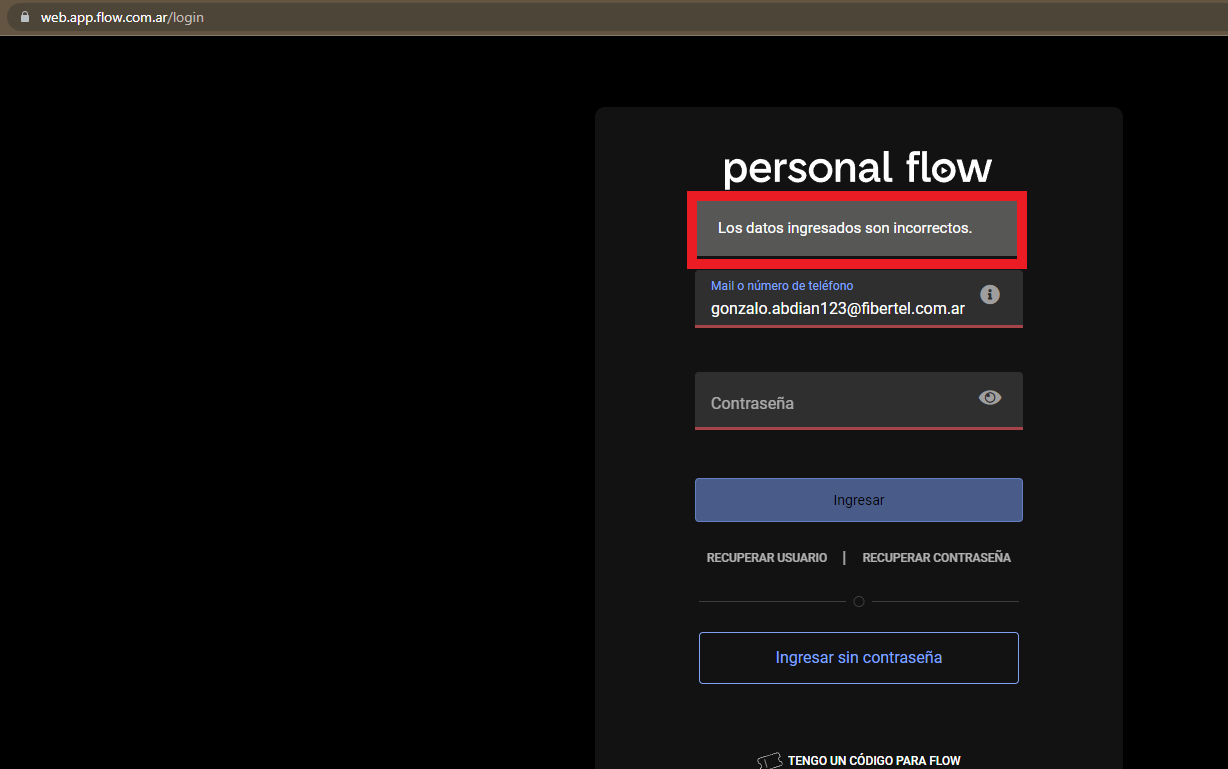 web.app.flow.com.ar/login
personal flow
Los datos ingresados son incorrectos.
Mail o número de teléfono
gonzalo.abdian123@fibertel.com.ar
Contraseña
Ingresar
RECUPERAR USUARIO | RECUPERAR CONTRASEÑA
Ingresar sin contraseña
TENGO UN CÓDIGO PARA FLOW